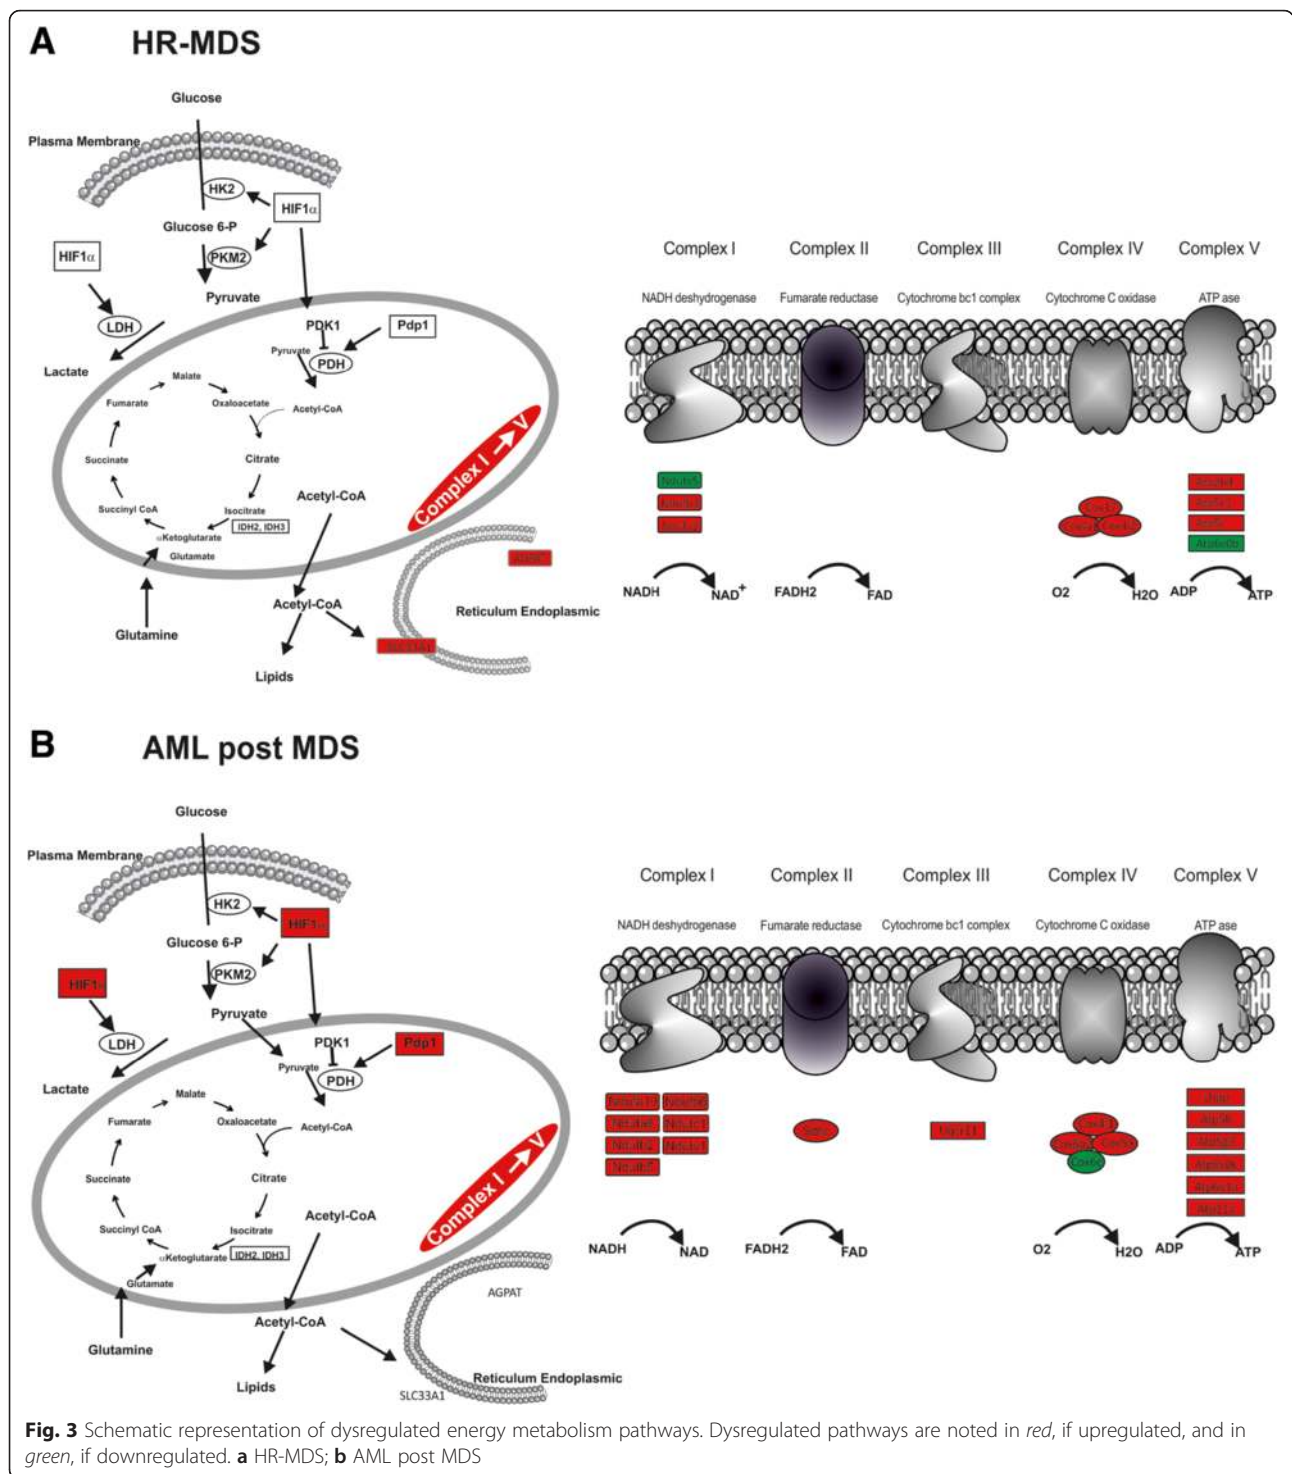 A HR-MDS
Glucose
Plasma Membrane
HK2
HIF1α
Glucose 6-P
HIF1α
PKM2
Pyruvate
LDH
PDK1
Pdp1
Pyruvate
PDH
Lactate
Malate
Fumarate
Oxaloacetate
Acetyl-CoA
Succinate
Citrate
Complex I → V
Acetyl-CoA
Succinyl CoA
Isocitrate
IDH2, IDH3
αKetoglutarate
Glutamate
Acetyl-CoA
Reticulum Endoplasmic
Glutamine
SLC33A1
Lipids
Complex I
Complex II
Complex III
Complex IV
Complex V
NADH deshydrogenase
Fumarate reductase
Cytochrome bc1 complex
Cytochrome C oxidase
ATP ase
NADH
NAD+
FADH2
FAD
O2
H2O
ADP
ATP
B AML post MDS
Glucose
Plasma Membrane
HK2
HIF1α
Glucose 6-P
PKM2
HIF1α
Pyruvate
LDH
PDK1
Pdp1
Pyruvate
PDH
Lactate
Malate
Fumarate
Oxaloacetate
Acetyl-CoA
Succinate
Citrate
Complex I → V
Acetyl-CoA
Succinyl CoA
Isocitrate
αKetoglutarate
IDH2, IDH3
Glutamate
AGPAT
Acetyl-CoA
Glutamine
Reticulum Endoplasmic
Lipids
SLC33A1
Complex I
Complex II
Complex III
Complex IV
Complex V
NADH deshydrogenase
Fumarate reductase
Cytochrome bc1 complex
Cytochrome C oxidase
ATP ase
NADH
NAD
FADH2
FAD
O2
H2O
ADP
ATP
Fig. 3 Schematic representation of dysregulated energy metabolism pathways. Dysregulated pathways are noted in red, if upregulated, and in
green, if downregulated. a HR-MDS; b AML post MDS